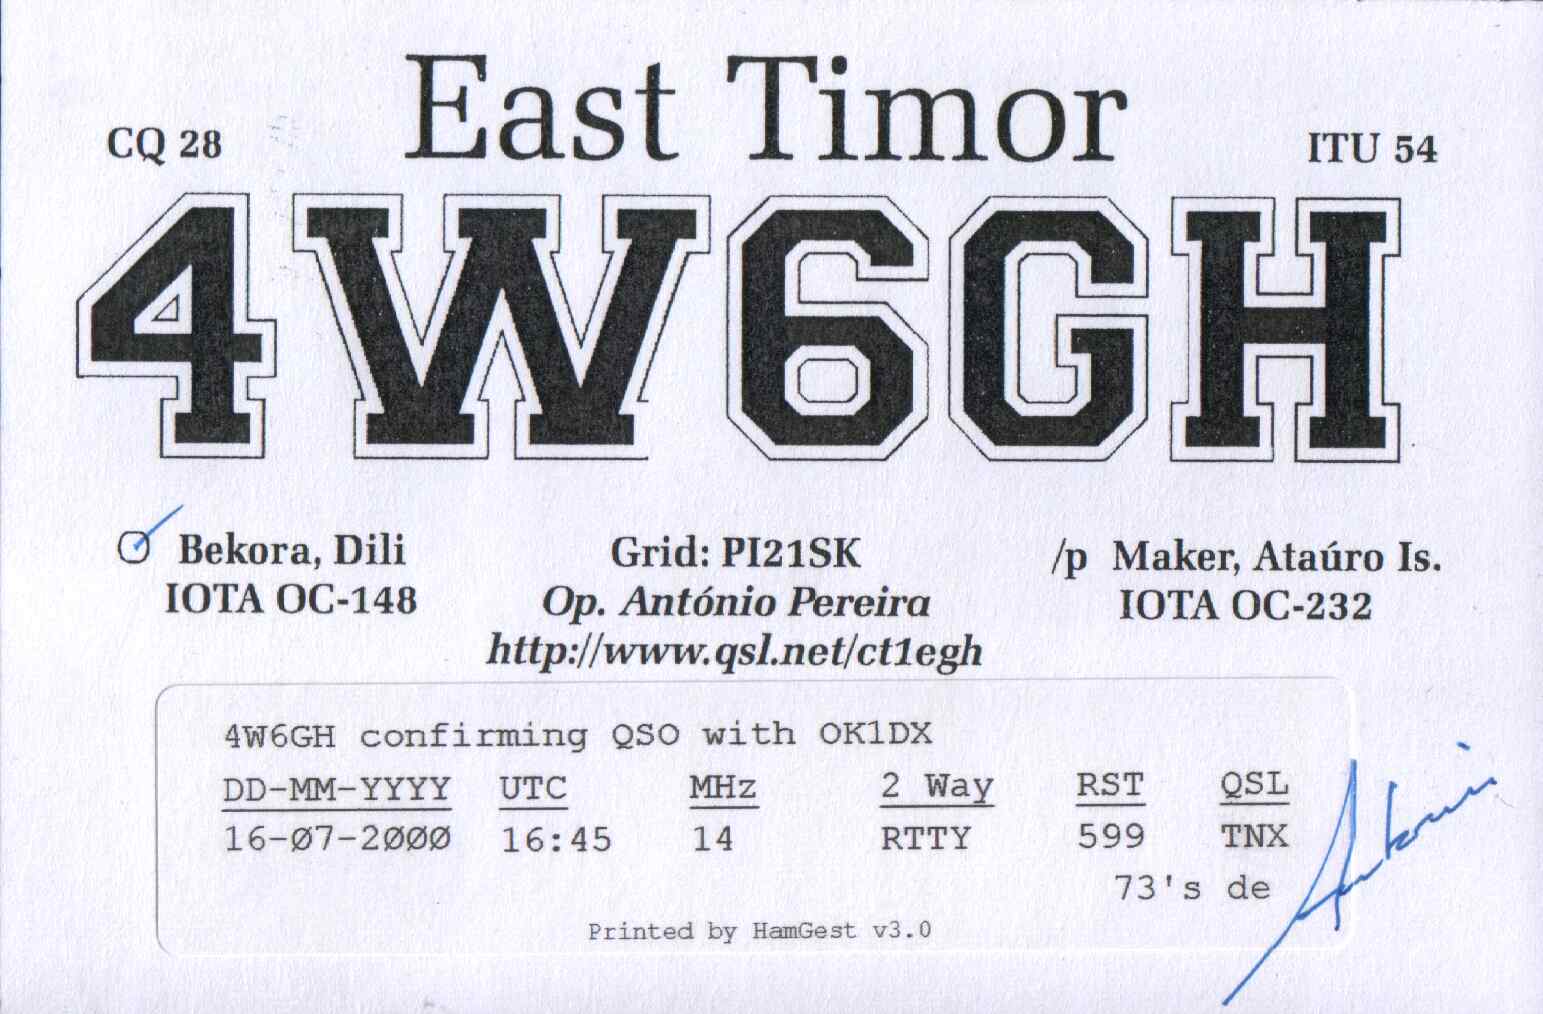 East Timor
CQ 28
ITU 54
4W6GH
Bekora, Dili
IOTA OC-148
Grid: PI21SK
Op. António Pereira
http://www.qsl.net/ct1egh
/p Maker, Ataúro Is.
IOTA OC-232
4W6GH confirming QSO with OK1DX
DD-MM-YYYY UTC MHz 2 Way RST QSL
16-07-2000 16:45 14 RTTY 599 TNX
73's de
Printed by HamGest v3.0